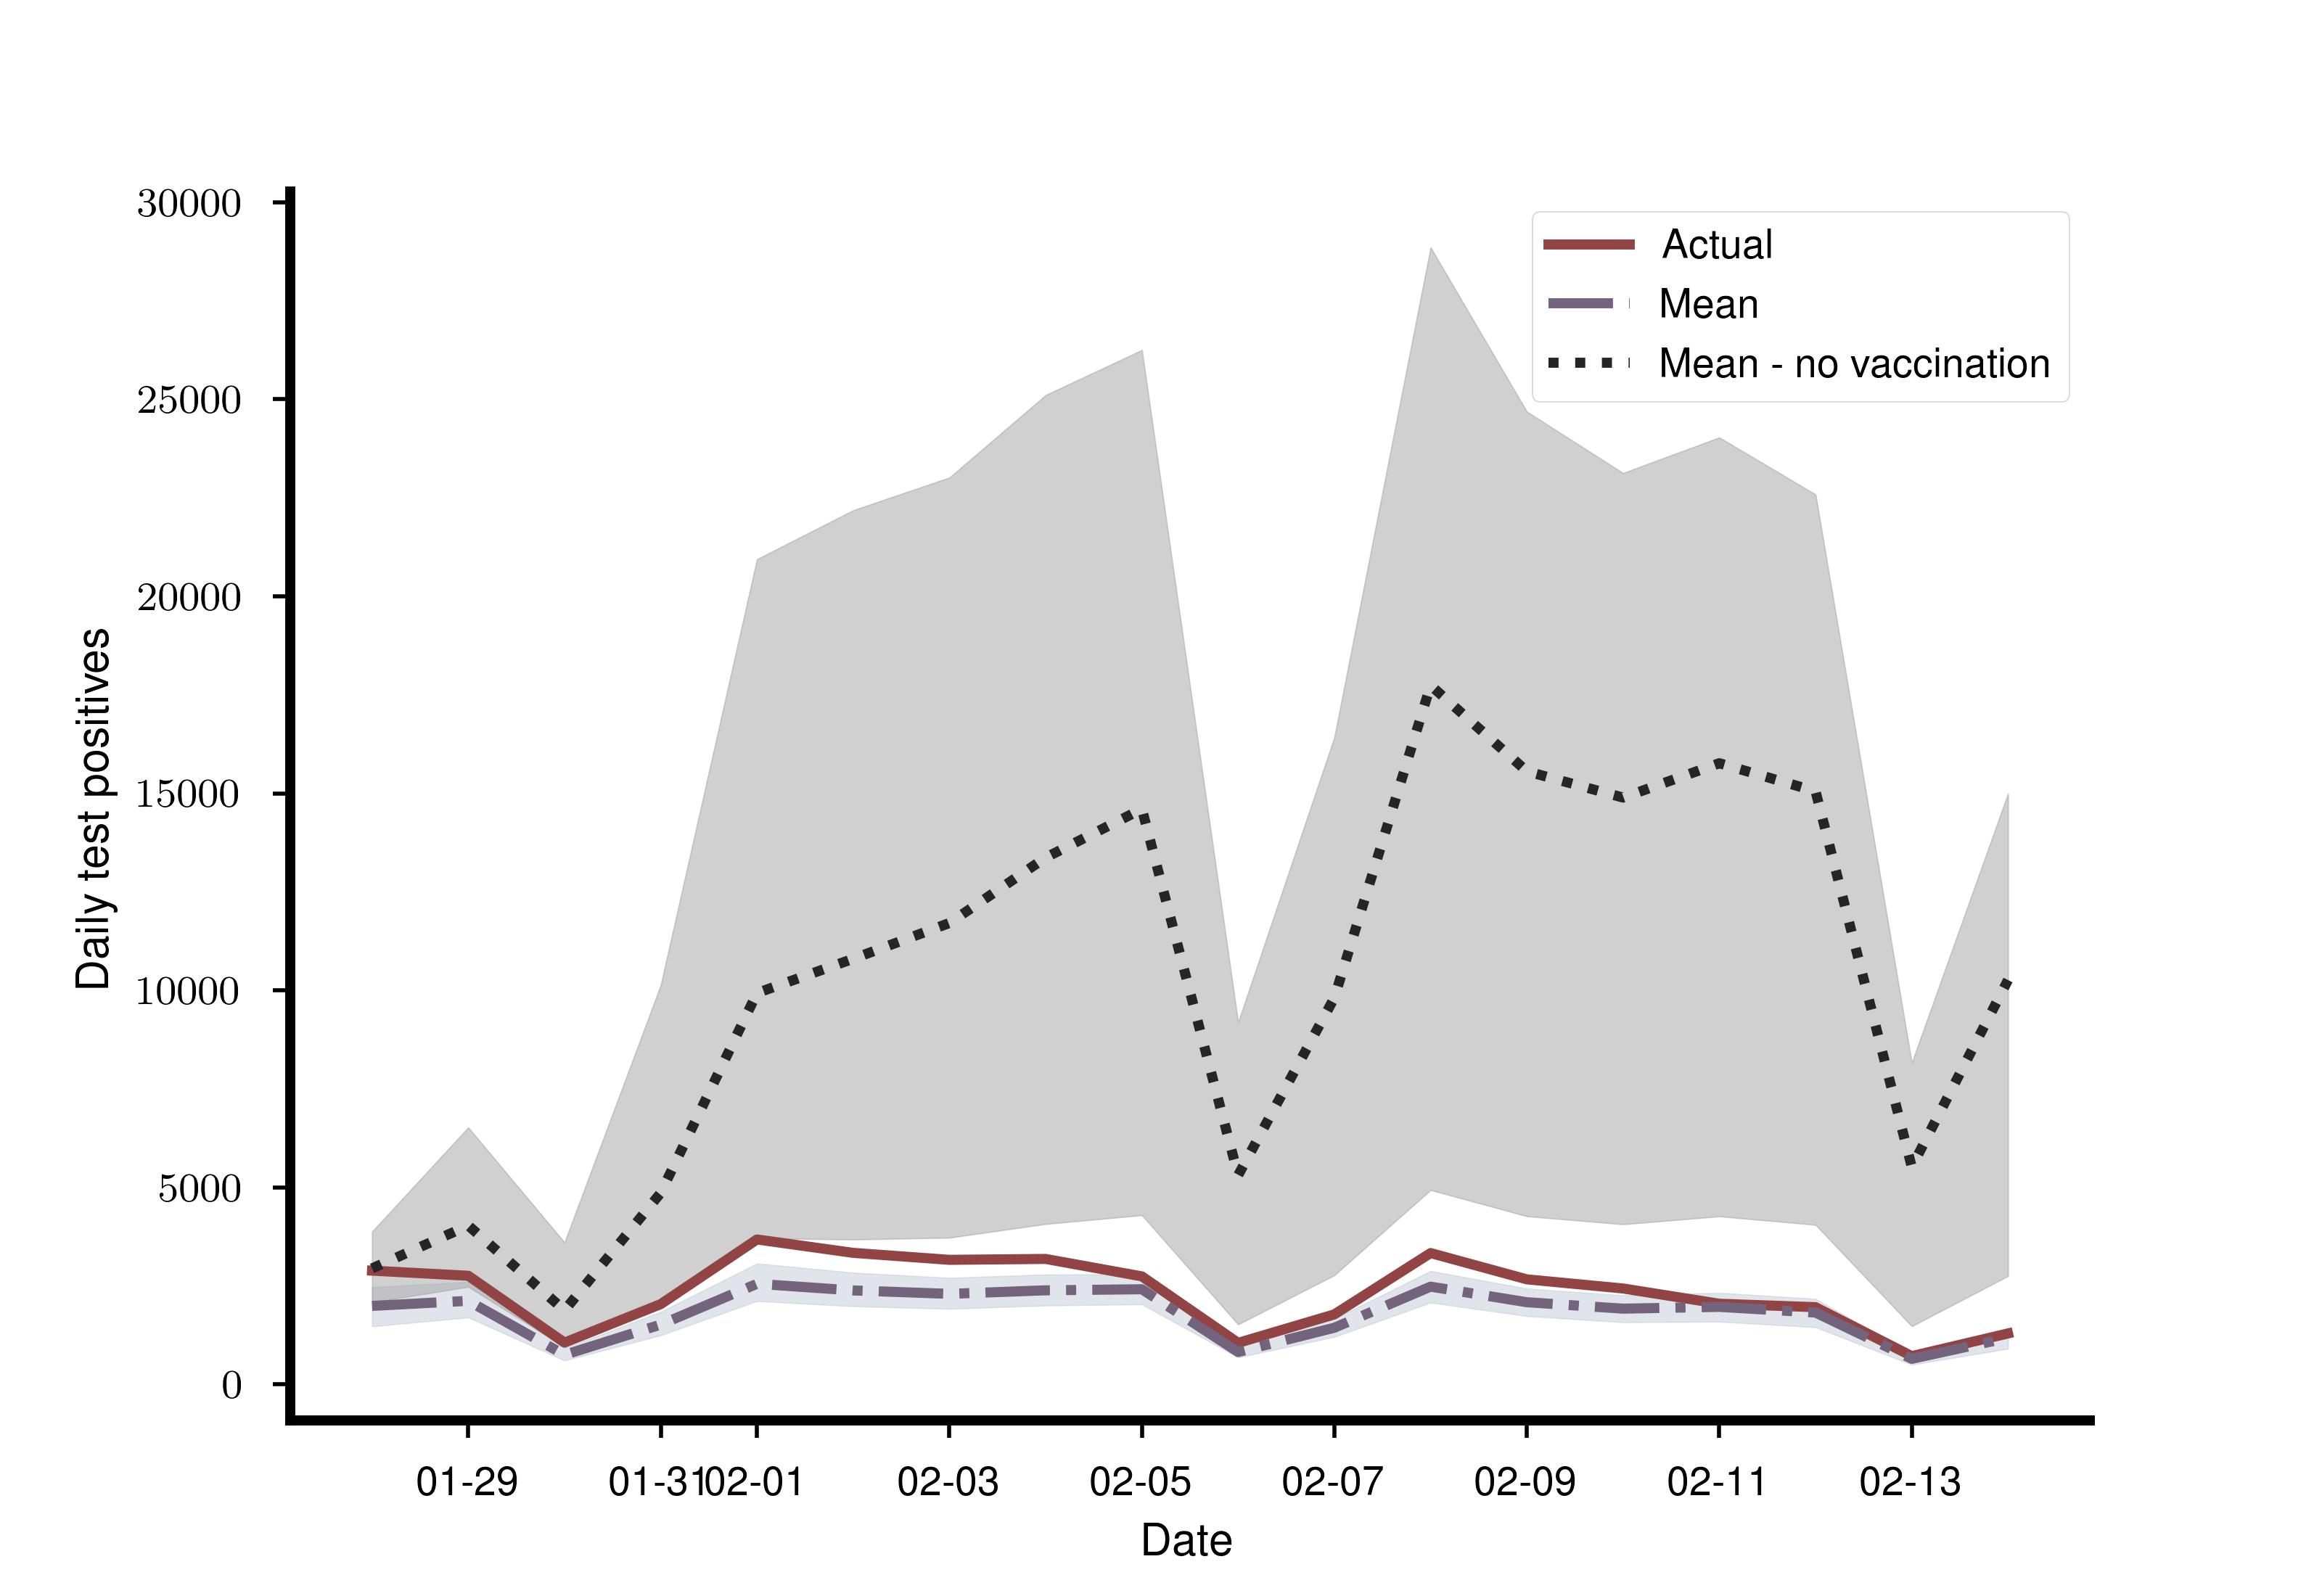 30000
25000
20000
15000
10000
5000
0
Daily test positives
Actual
Mean
Mean - no vaccination
01-29 01-31 02-01 02-03 02-05 02-07 02-09 02-11 02-13
Date